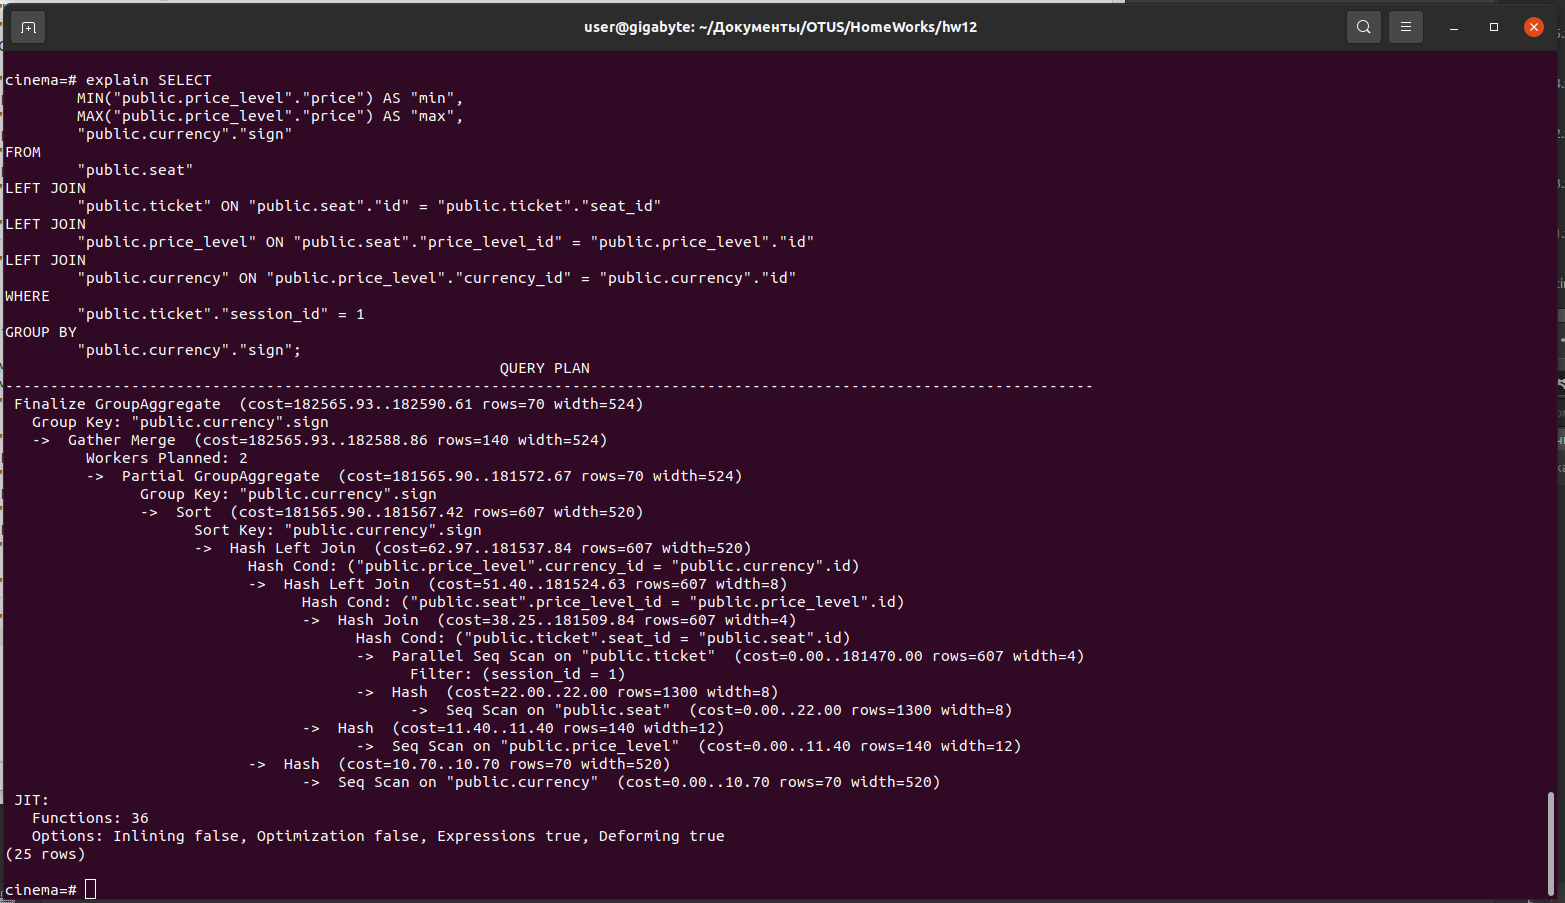 user@gigabyte: ~/Документы/OTUS/HomeWorks/hw12
cinema=# explain SELECT
MIN("public.price_level"."price") AS "min",
MAX("public.price_level"."price") AS "max",
"public.currency"."sign"
FROM
"public.seat"
LEFT JOIN
"public.ticket" ON "public.seat"."id" = "public.ticket"."seat_id"
LEFT JOIN
"public.price_level" ON "public.seat"."price_level_id" = "public.price_level"."id"
LEFT JOIN
"public.currency" ON "public.price_level"."currency_id" = "public.currency"."id"
WHERE
"public.ticket"."session_id" = 1
GROUP BY
"public.currency"."sign";
QUERY PLAN
-------------------------------------------------------------------------------------------------------------------------
Finalize GroupAggregate (cost=182565.93..182590.61 rows=70 width=524)
Group Key: "public.currency".sign
-> Gather Merge (cost=182565.93..182588.86 rows=140 width=524)
Workers Planned: 2
-> Partial GroupAggregate (cost=181565.90..181572.67 rows=70 width=524)
Group Key: "public.currency".sign
-> Sort (cost=181565.90..181567.42 rows=607 width=520)
Sort Key: "public.currency".sign
-> Hash Left Join (cost=62.97..181537.84 rows=607 width=520)
Hash Cond: ("public.price_level".currency_id = "public.currency".id)
-> Hash Left Join (cost=51.40..181524.63 rows=607 width=8)
Hash Cond: ("public.seat".price_level_id = "public.price_level".id)
-> Hash Join (cost=38.25..181509.84 rows=607 width=4)
Hash Cond: ("public.ticket".seat_id = "public.seat".id)
-> Parallel Seq Scan on "public.ticket" (cost=0.00..181470.00 rows=607 width=4)
Filter: (session_id = 1)
-> Hash (cost=22.00..22.00 rows=1300 width=8)
-> Seq Scan on "public.seat" (cost=0.00..22.00 rows=1300 width=8)
-> Hash (cost=11.40..11.40 rows=140 width=12)
-> Seq Scan on "public.price_level" (cost=0.00..11.40 rows=140 width=12)
-> Hash (cost=10.70..10.70 rows=70 width=520)
-> Seq Scan on "public.currency" (cost=0.00..10.70 rows=70 width=520)
JIT:
Functions: 36
Options: Inlining false, Optimization false, Expressions true, Deforming true
(25 rows)
cinema=#